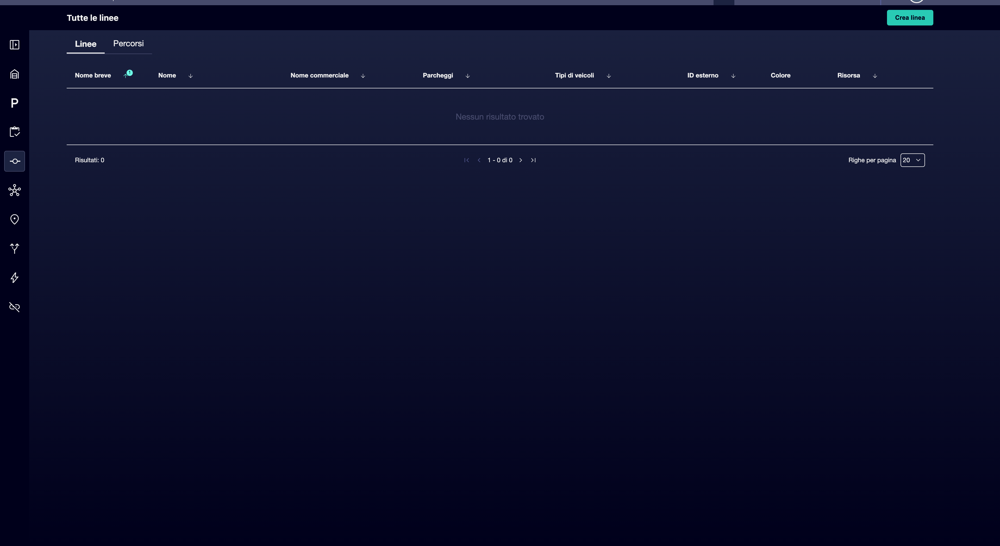 Tutte le linee
Crea linea
Linee
Percorsi
Nome breve 1 Nome Nome commerciale Parcheggi Tipi di veicoli ID esterno Colore Risorsa
P
Nessun risultato trovato
Risultati: 0
1 - 0 di 0
Righe per pagina 20